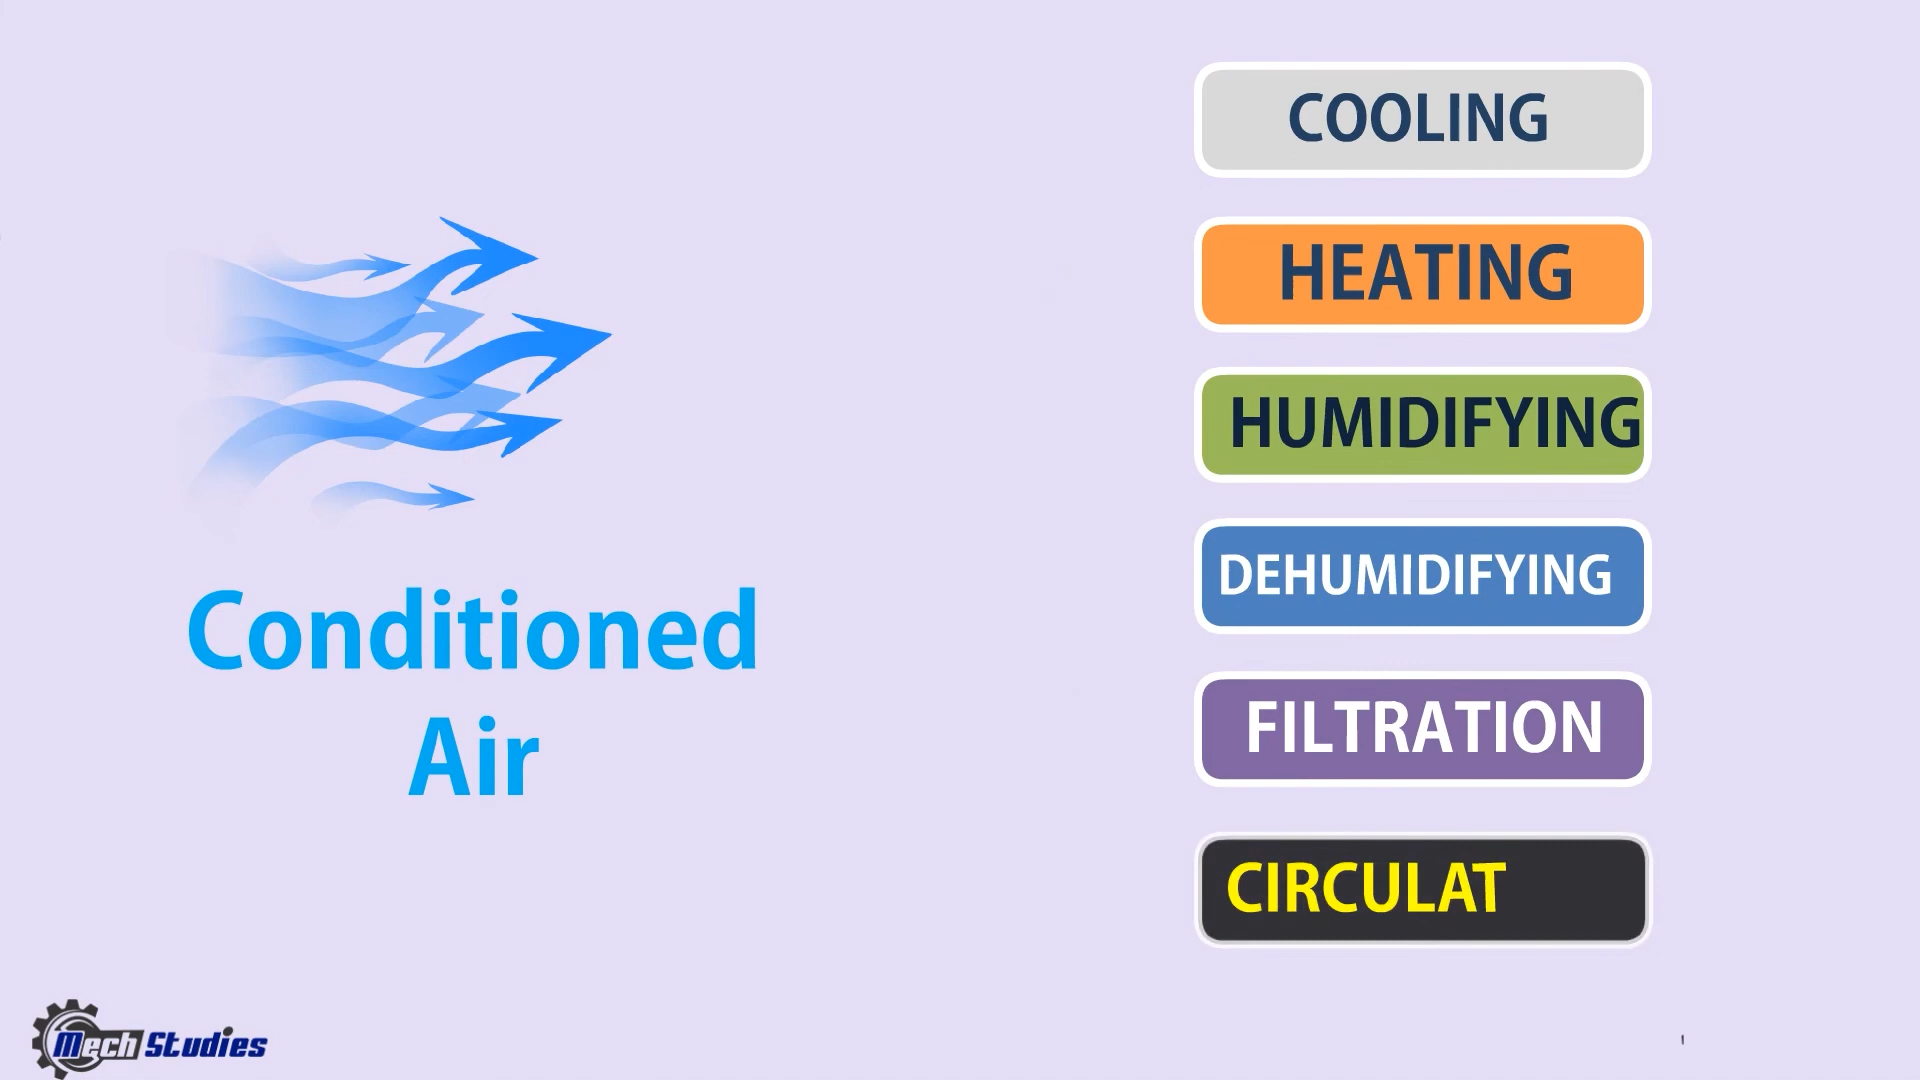 COOLING
HEATING
HUMIDIFYING
DEHUMIDIFYING
FILTRATION
CIRCULAT
Conditioned
Air
Mech Studies